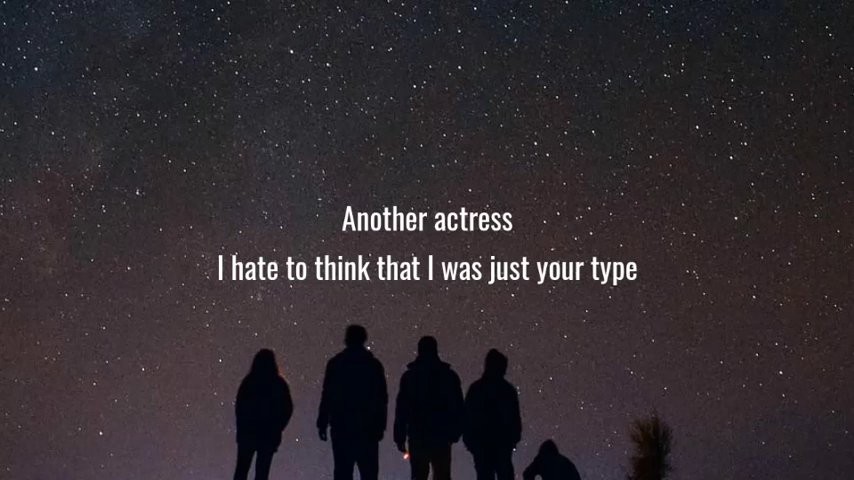 Another actress
I hate to think that I was just your type